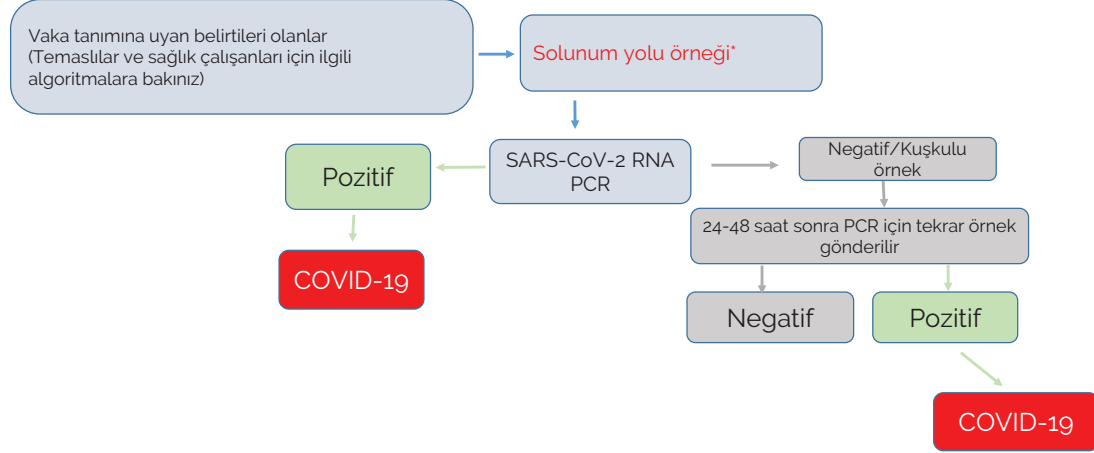 Vaka tanımına uyan belirtileri olanlar
(Temaslılar ve sağlık çalışanları için ilgili
algoritmalara bakınız)
Solunum yolu örneği*
SARS-CoV-2 RNA
PCR
Pozitif
COVID-19
Negatif/Kuşkulu
örnek
24-48 saat sonra PCR için tekrar örnek
gönderilir
Negatif
Pozitif
COVID-19